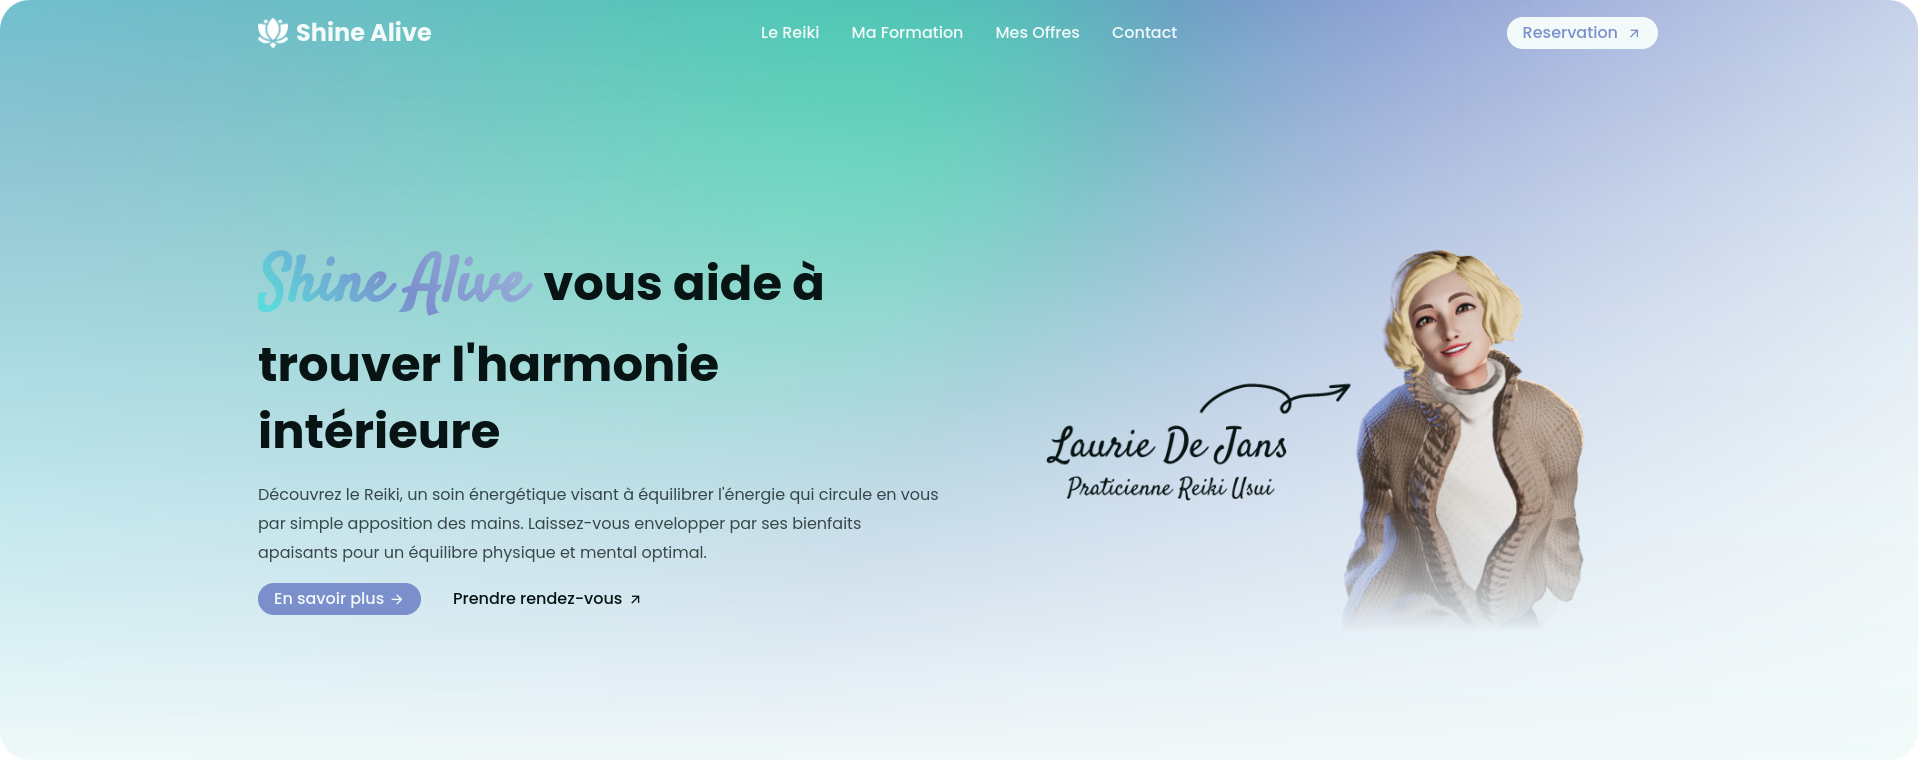 Shine Alive
Le Reiki
Ma Formation
Mes Offres
Contact
Reservation
Shine Alive vous aide à
trouver l'harmonie
intérieure
Découvrez le Reiki, un soin énergétique visant à équilibrer l'énergie qui circule en vous
par simple apposition des mains. Laissez-vous envelopper par ses bienfaits
apaisants pour un équilibre physique et mental optimal.
En savoir plus
Prendre rendez-vous
Laurie De Jans
Praticienne Reiki Usui